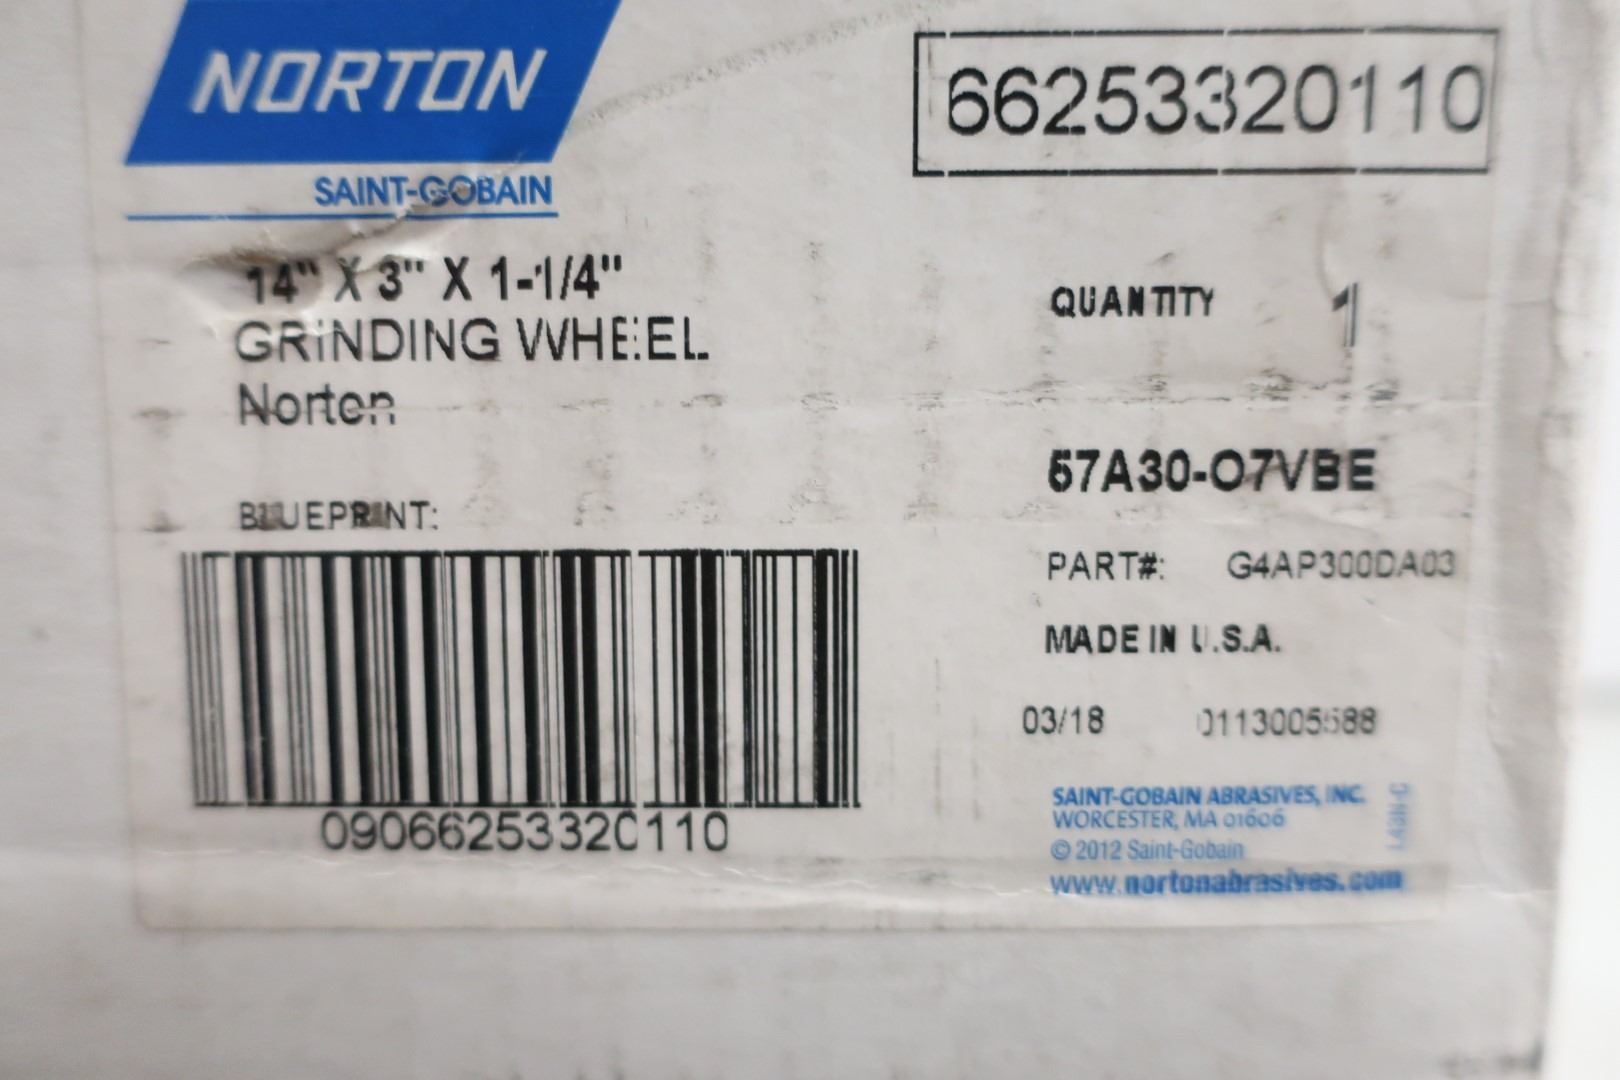 NORTON
SAINT-GOBAIN
66253320110
14" X 3" X 1-1/4"
GRINDING WHEEL
Norton
QUANTITY 1
57A30-O7VBE
BLUEPRINT:
PART#: G4AP300DA03
MADE IN U.S.A.
03/18 0113005588
09066253320110
SAINT-GOBAIN ABRASIVES, INC.
WORCESTER, MA 01606
© 2012 Saint-Gobain
www.nortonabrasives.com